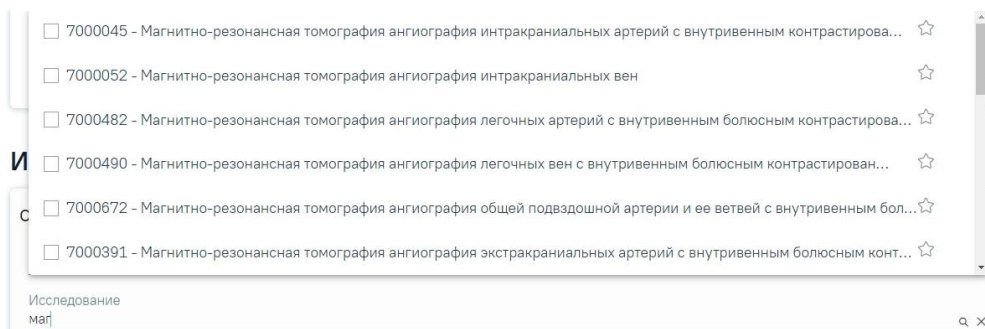 7000045 - Магнитно-резонансная томография ангиография интракраниальных артерий с внутривенным контрастирова...
7000052 - Магнитно-резонансная томография ангиография интракраниальных вен
7000482 - Магнитно-резонансная томография ангиография легочных артерий с внутривенным болюсным контрастирова...
7000490 - Магнитно-резонансная томография ангиография легочных вен с внутривенным болюсным контрастирован...
7000672 - Магнитно-резонансная томография ангиография общей подвздошной артерии и ее ветвей с внутривенным бол...
7000391 - Магнитно-резонансная томография ангиография экстракраниальных артерий с внутривенным болюсным конт...
Исследование
маг